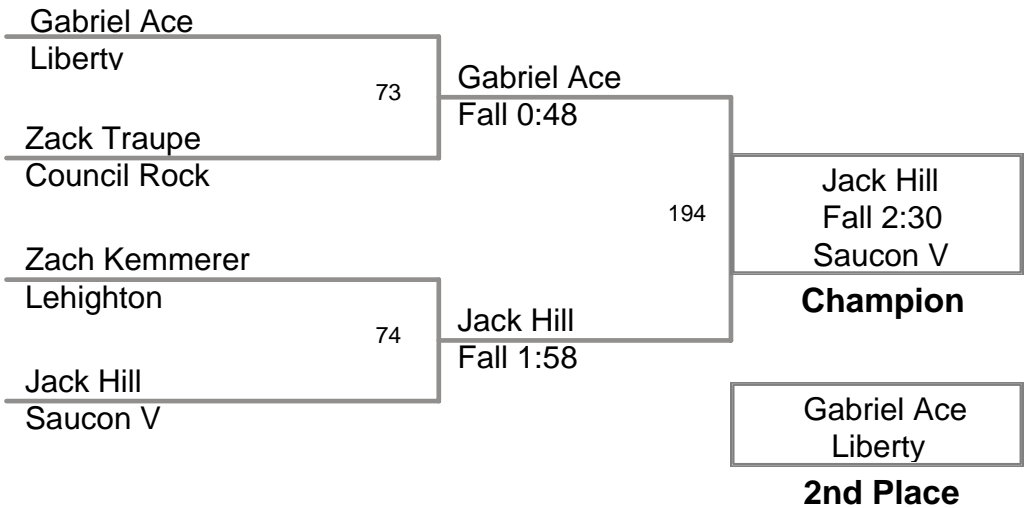 Gabriel Ace
Liberty
73
Zack Traupe
Council Rock
Gabriel Ace
Fall 0:48
Zach Kemmerer
Lehighton
74
Jack Hill
Saucon V
Jack Hill
Fall 1:58
194
Jack Hill
Fall 2:30
Saucon V
Champion
Gabriel Ace
Liberty
2nd Place